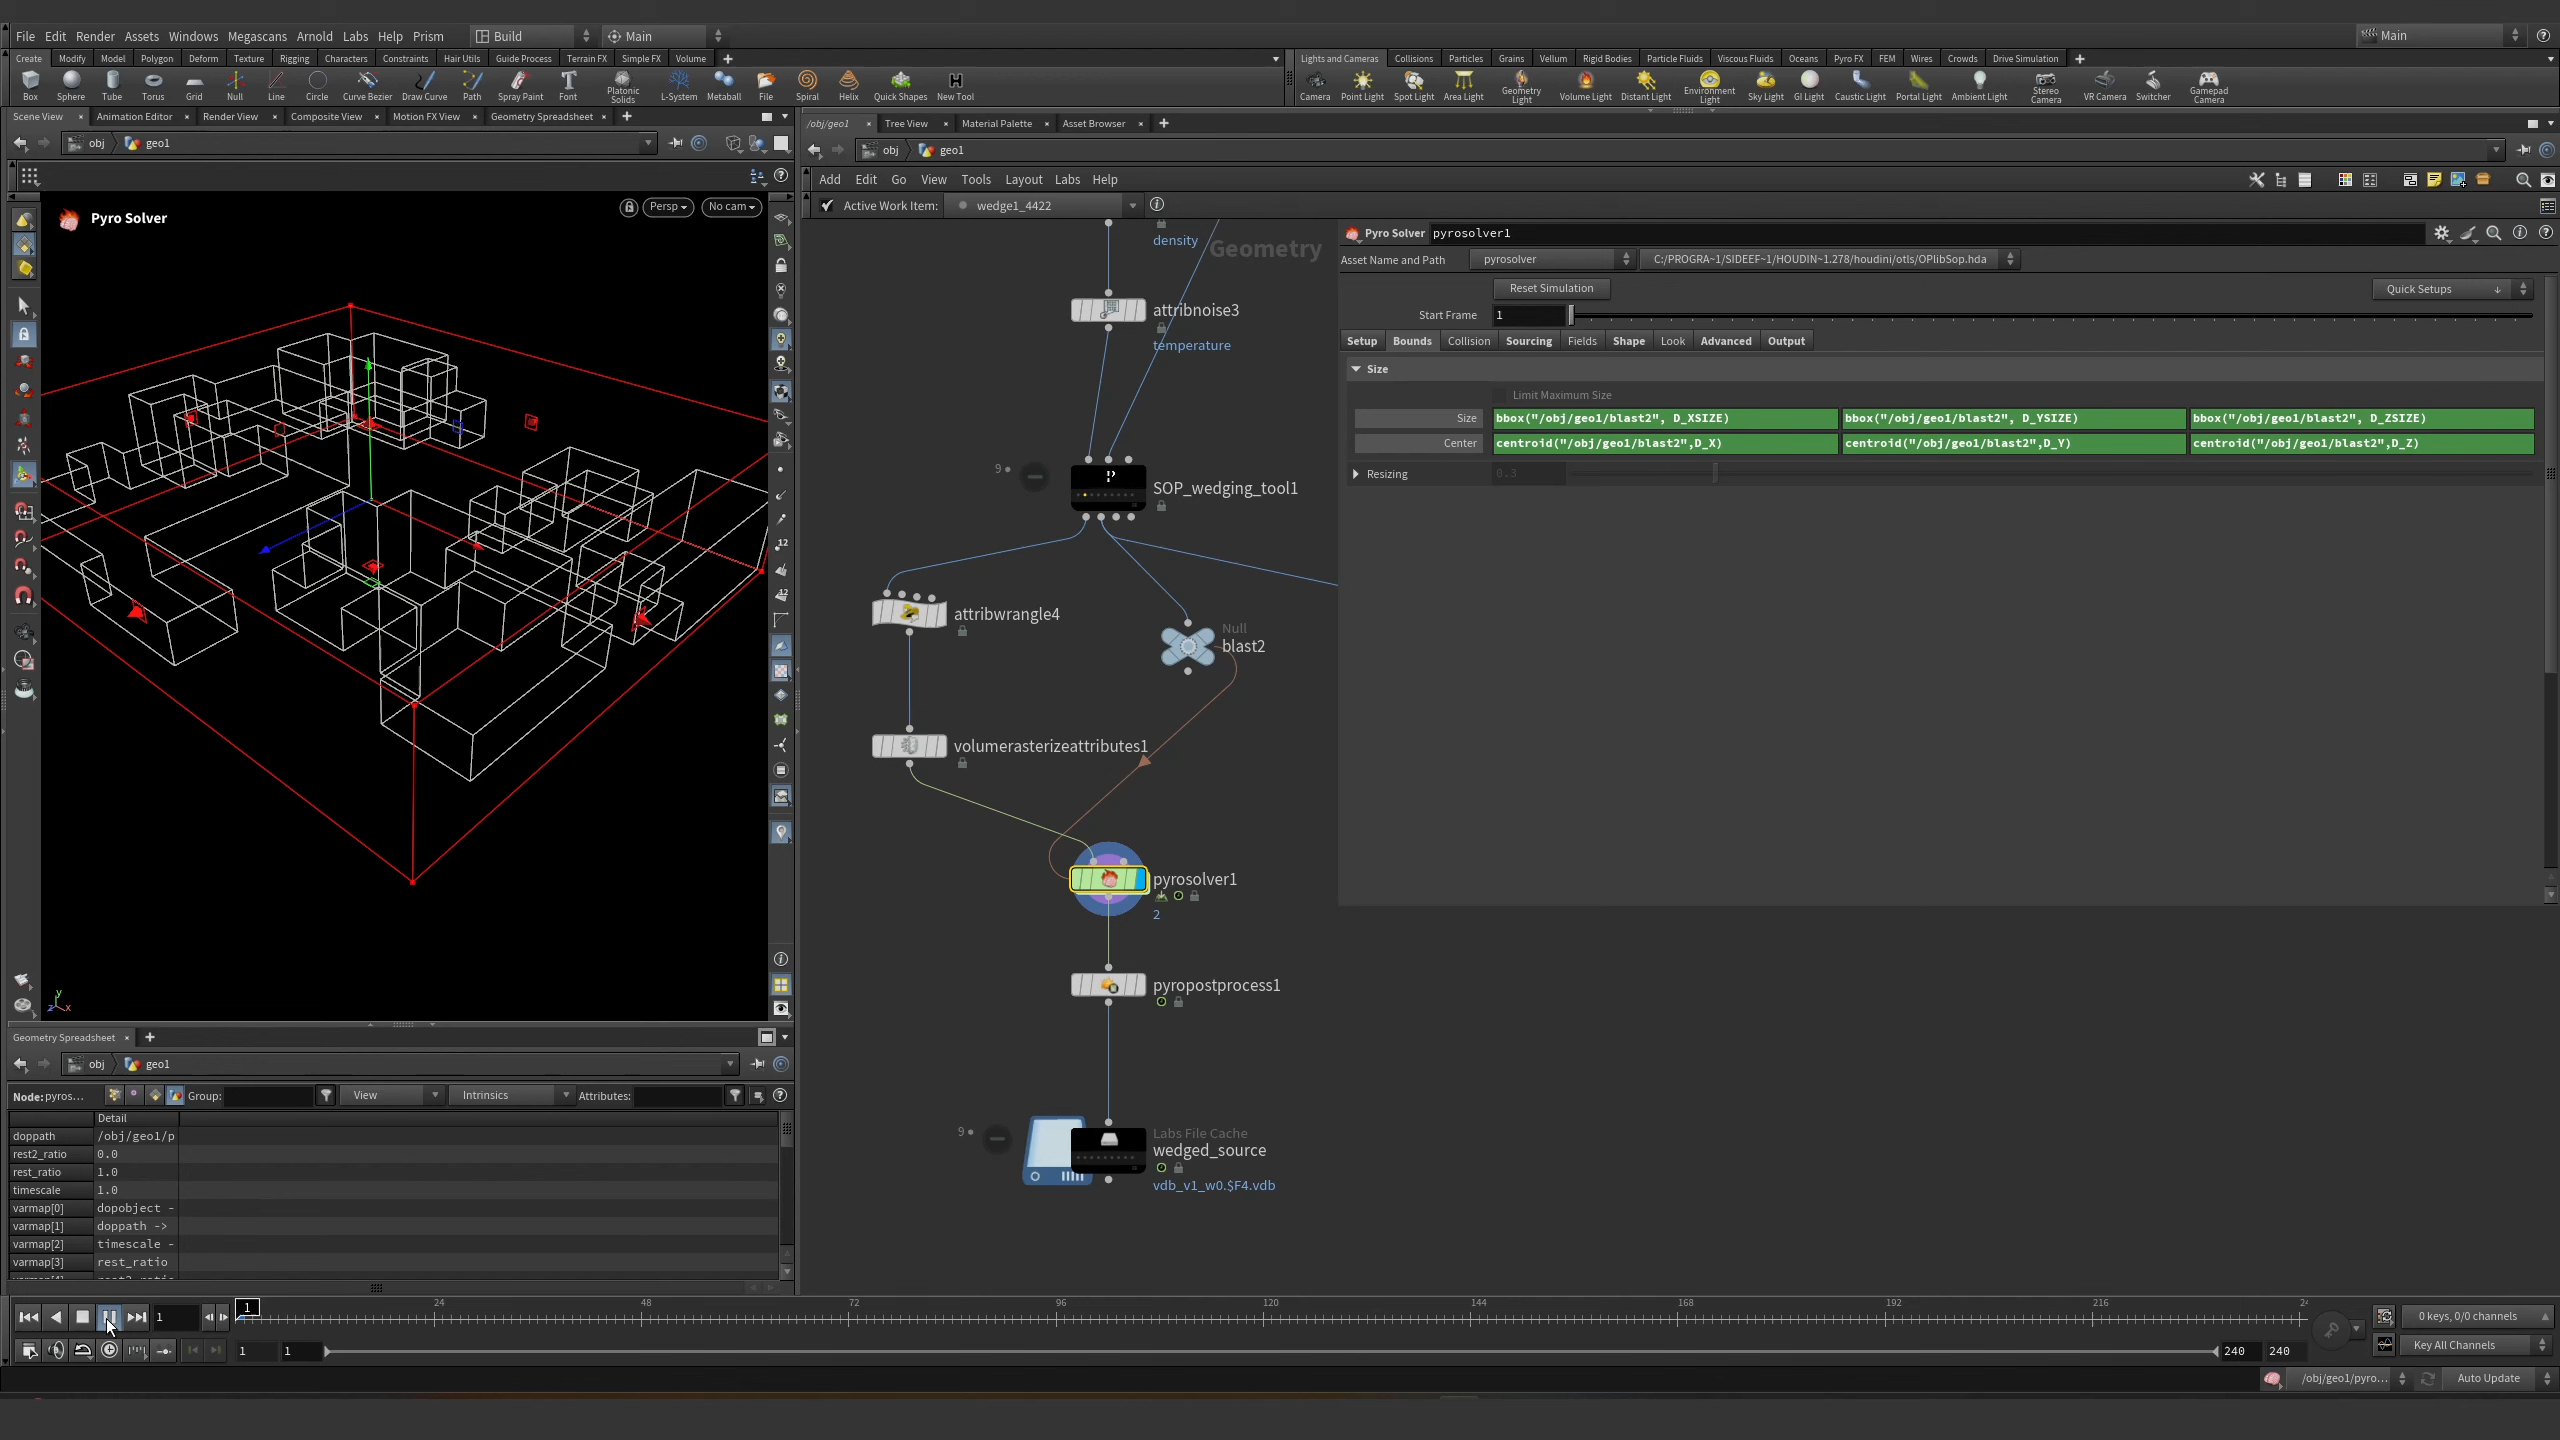 File Edit Render Assets Windows Megascans Arnold Labs Help Prism Build Main Main
Create Modify Model Polygon Deform Texture Rigging Characters Constraints Hair Utils Guide Process Terrain FX Simple FX Volume
Lights and Cameras Collisions Particles Grains Vellum Rigid Bodies Particle Fluids Viscous Fluids Oceans Pyro FX FEM Wires Crowds Drive Simulation
Box Sphere Tube Torus Grid Null Line Circle Curve Bezier Draw Curve Path Spray Paint Font Platonic Solids L-System Metaball File Spiral Helix Quick Shapes New Tool
Camera Point Light Spot Light Area Light Geometry Light Volume Light Distant Light Environment Light Sky Light GI Light Caustic Light Portal Light Ambient Light Stereo Camera VR Camera Switcher Gamepad Camera
Scene View Animation Editor Render View Composite View Motion FX View Geometry Spreadsheet
obj geo1
Pyro Solver
Persp No cam
/obj/geo1 Tree View Material Palette Asset Browser
obj geo1
Add Edit Go View Tools Layout Labs Help
Active Work Item: wedge1_4422
Geometry
density
attribnoise3
temperature
9
SOP_wedging_tool1
attribwrangle4
Null
blast2
volumerasterizeattributes1
pyrosolver1
2
pyropostprocess1
9
Labs File Cache
wedged_source
vdb_v1_w0.$F4.vdb
Pyro Solver pyrosolver1
Asset Name and Path pyrosolver C:/PROGRA~1/SIDEEF~1/HOUDIN~1.278/houdini/otls/OPlibSop.hda
Reset Simulation Quick Setups
Start Frame 1
Setup Bounds Collision Sourcing Fields Shape Look Advanced Output
Size
Limit Maximum Size
Size bbox("/obj/geo1/blast2", D_XSIZE) bbox("/obj/geo1/blast2", D_YSIZE) bbox("/obj/geo1/blast2", D_ZSIZE)
Center centroid("/obj/geo1/blast2",D_X) centroid("/obj/geo1/blast2",D_Y) centroid("/obj/geo1/blast2",D_Z)
Resizing 0.3
12
12
y
z x
Geometry Spreadsheet
obj geo1
Node: pyros... Group: View Intrinsics Attributes:
Detail
doppath /obj/geo1/p
rest2_ratio 0.0
rest_ratio 1.0
timescale 1.0
varmap[0] dopobject -
varmap[1] doppath ->
varmap[2] timescale -
varmap[3] rest_ratio
1 1 24 48 72 96 120 144 168 192 216
0 keys, 0/0 channels
1 1 240 240 Key All Channels
/obj/geo1/pyro... Auto Update